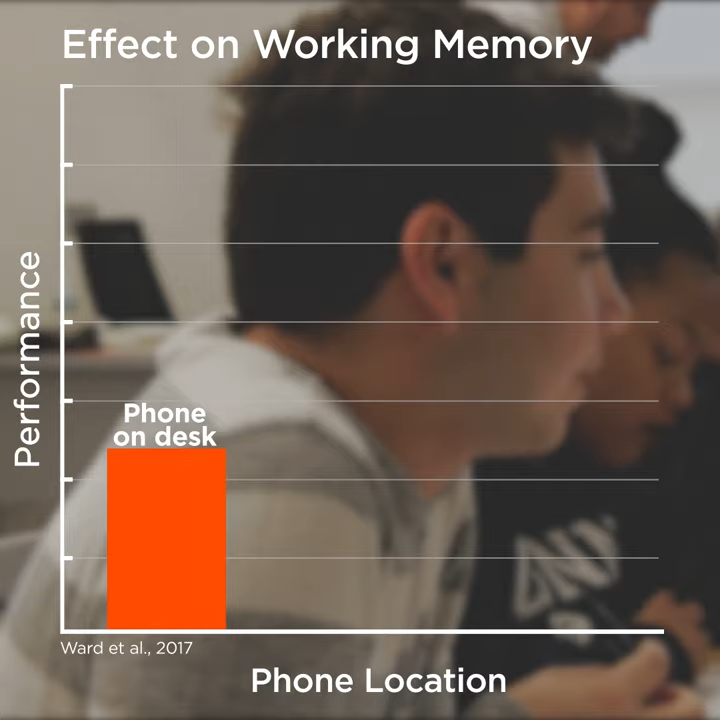 Effect on Working Memory
Performance
Phone
on desk
Ward et al., 2017
Phone Location